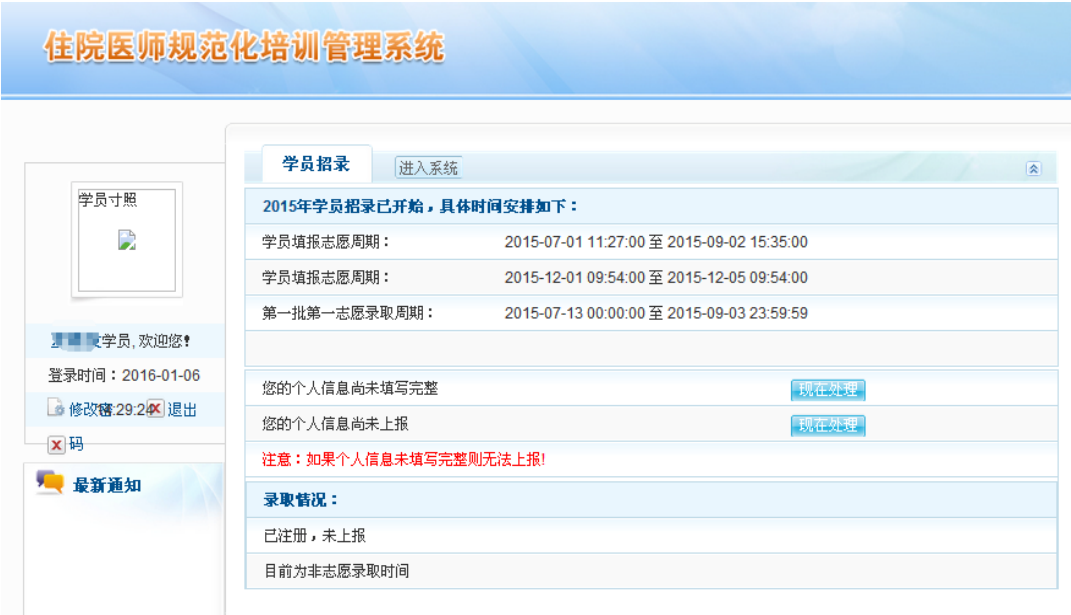 住院医师规范化培训管理系统
学员招录
进入系统
学员寸照
学员,欢迎您!
登录时间：2016-01-06
修改密:29:24 退出
码
最新通知
2015年学员招录已开始，具体时间安排如下：
学员填报志愿周期： 2015-07-01 11:27:00 至 2015-09-02 15:35:00
学员填报志愿周期： 2015-12-01 09:54:00 至 2015-12-05 09:54:00
第一批第一志愿录取周期： 2015-07-13 00:00:00 至 2015-09-03 23:59:59
您的个人信息尚未填写完整 现在处理
您的个人信息尚未上报 现在处理
注意：如果个人信息未填写完整则无法上报!
录取情况：
已注册，未上报
目前为非志愿录取时间